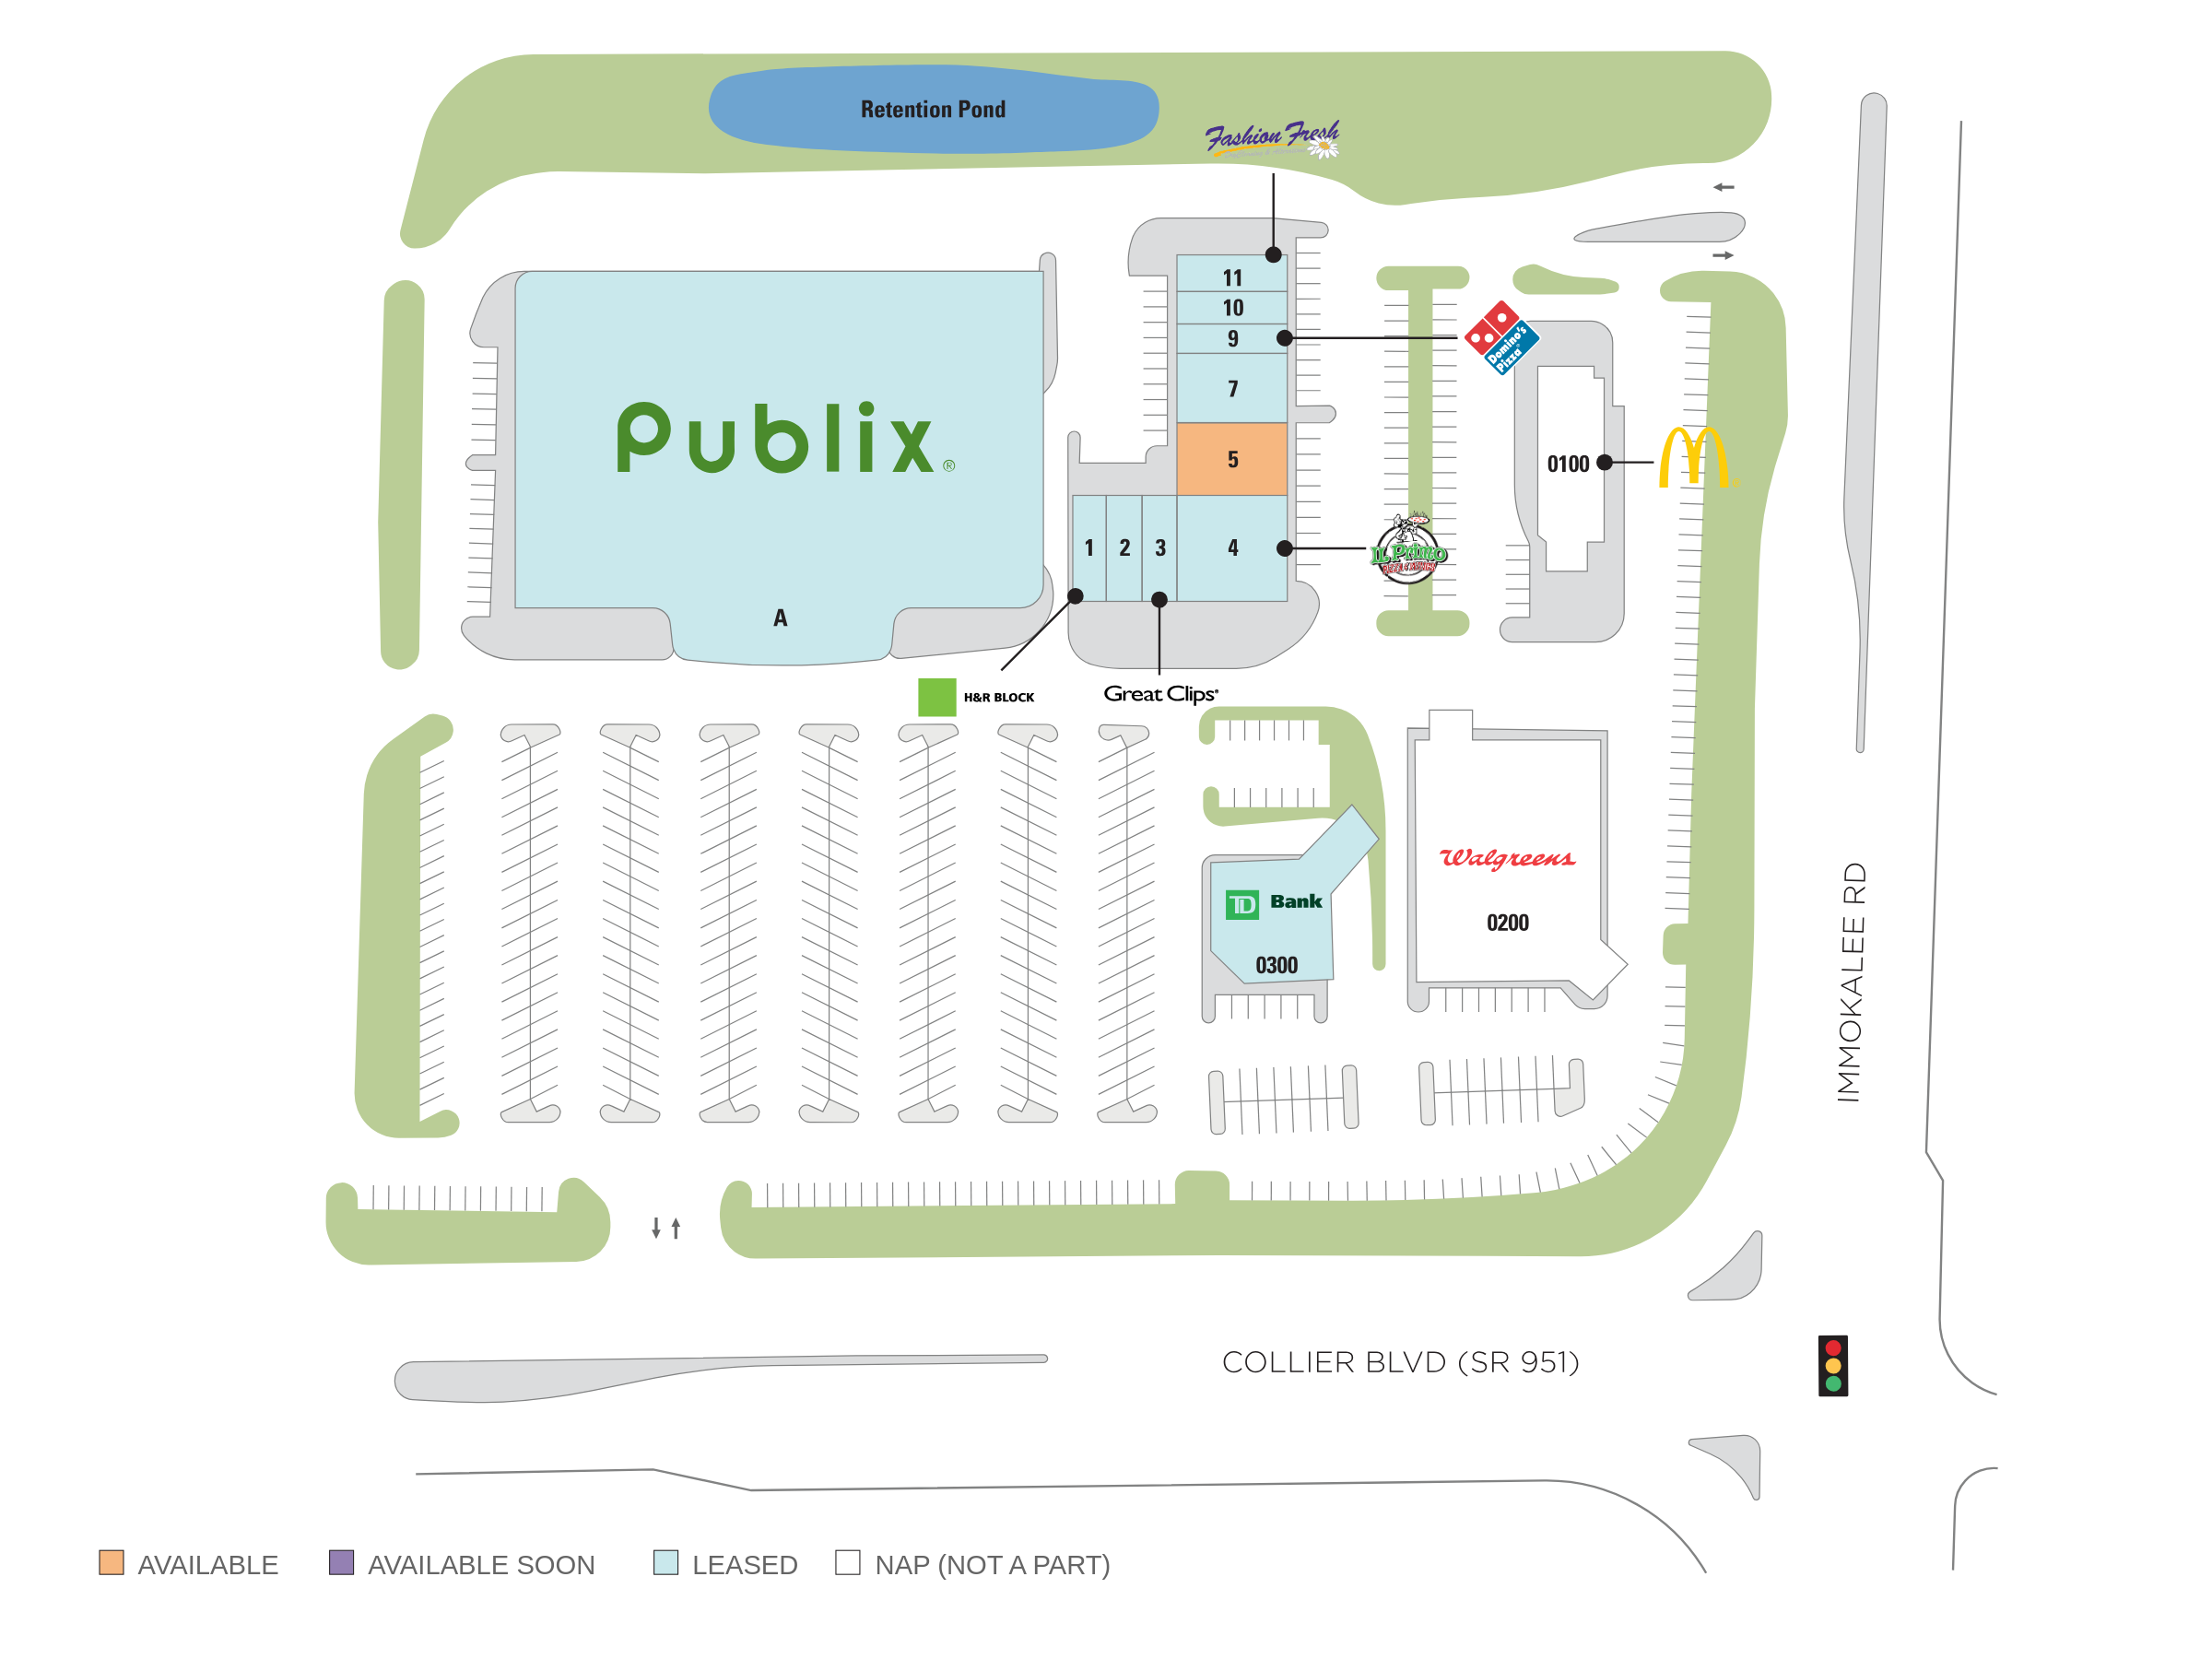 Retention Pond
Fashion Fresh
11
10
9
Domino's
Pizza
7
Publix®
5
0100
1
2
3
4
IL Primo
A
H&R BLOCK
Great Clips®
Walgreens
TD Bank
0200
0300
IMMOKALEE RD
COLLIER BLVD (SR 951)
AVAILABLE
AVAILABLE SOON
LEASED
NAP (NOT A PART)